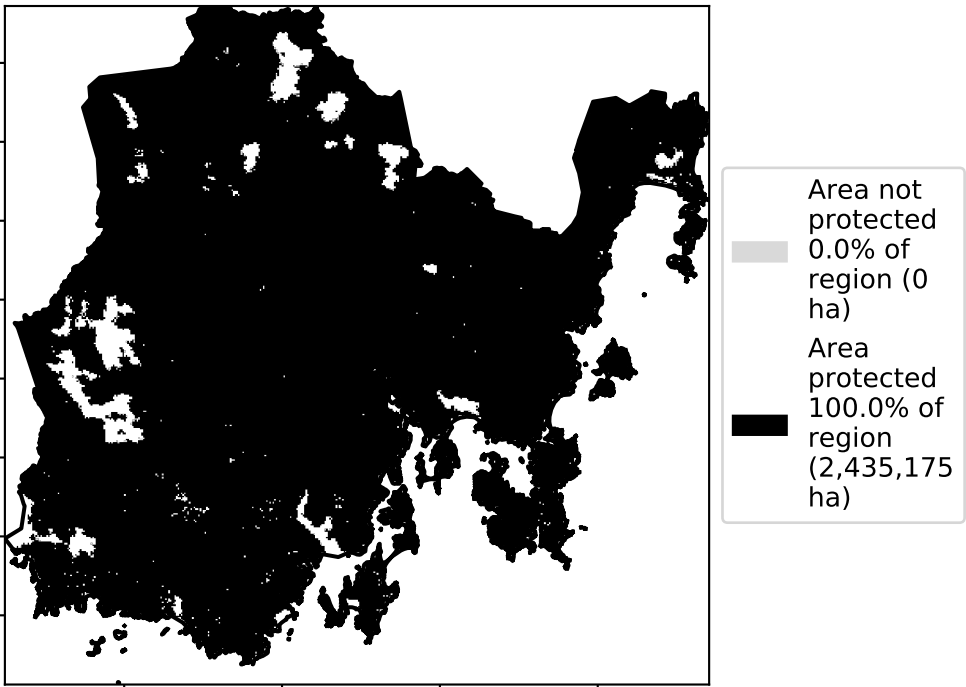 Area not
protected
0.0% of
region (0
ha)
Area
protected
100.0% of
region
(2,435,175
ha)